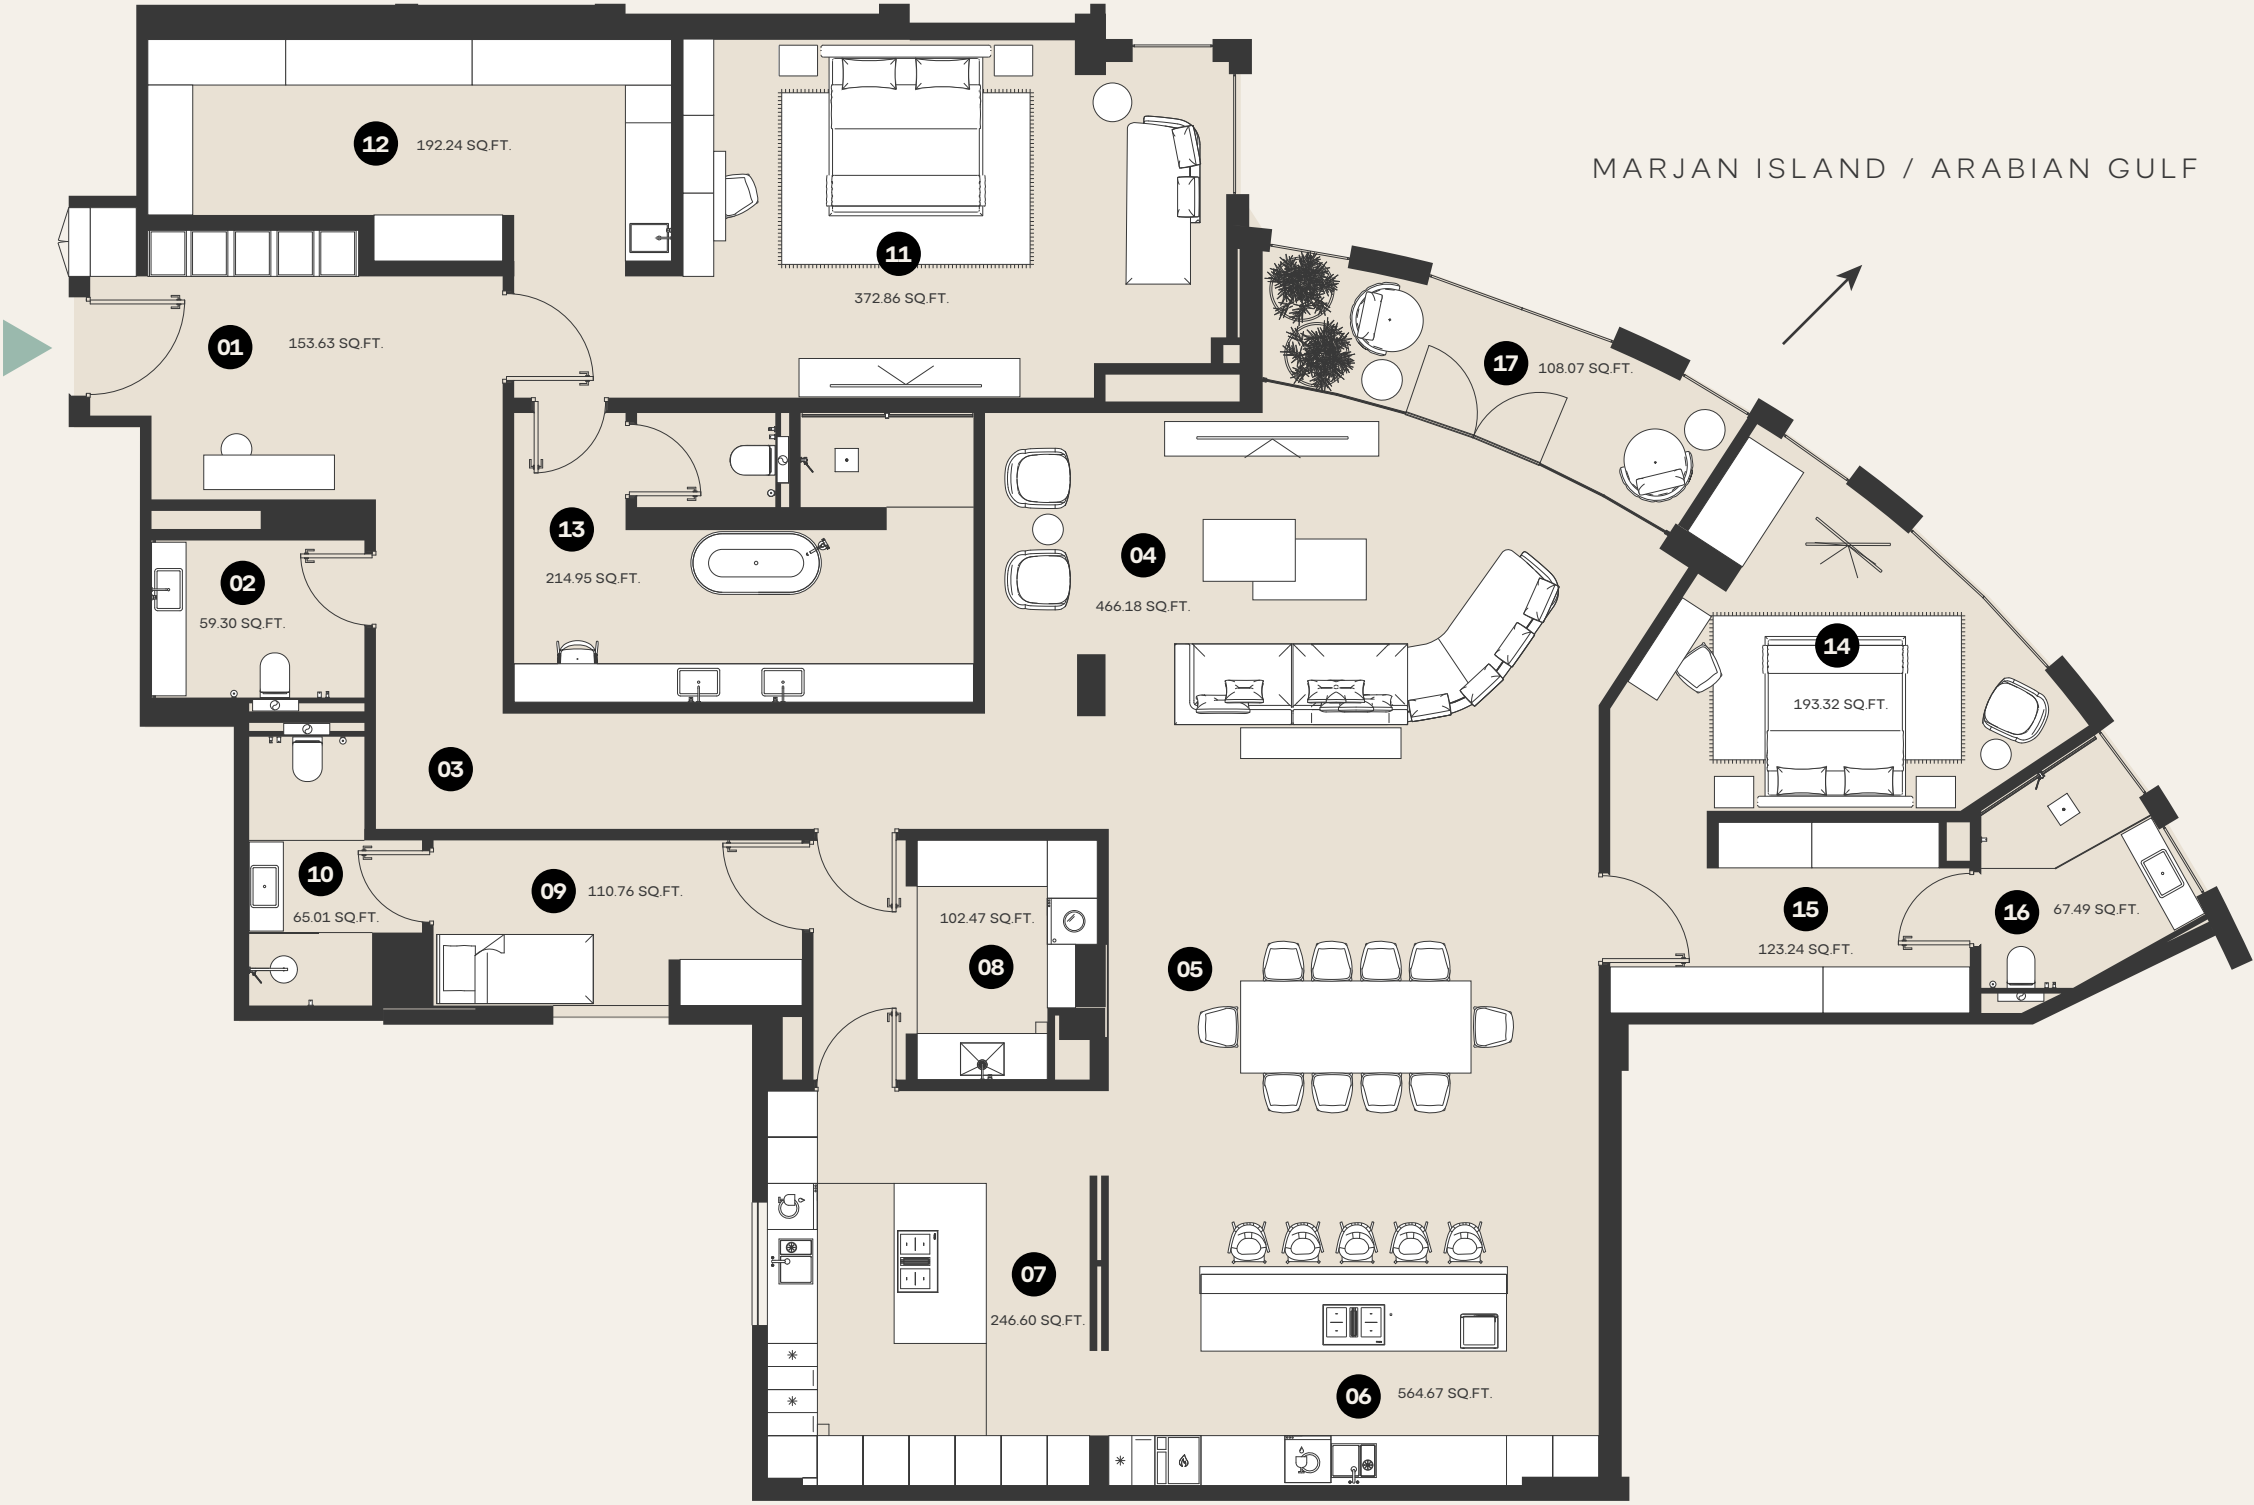 12 192.24 SQ.FT.
MARJAN ISLAND / ARABIAN GULF
11
372.86 SQ.FT.
01 153.63 SQ.FT.
17 108.07 SQ.FT.
13
214.95 SQ.FT.
04
466.18 SQ.FT.
02
59.30 SQ.FT.
14
193.32 SQ.FT.
03
10
65.01 SQ.FT.
09 110.76 SQ.FT.
102.47 SQ.FT.
08
05
15
123.24 SQ.FT.
16 67.49 SQ.FT.
07
246.60 SQ.FT.
06 564.67 SQ.FT.